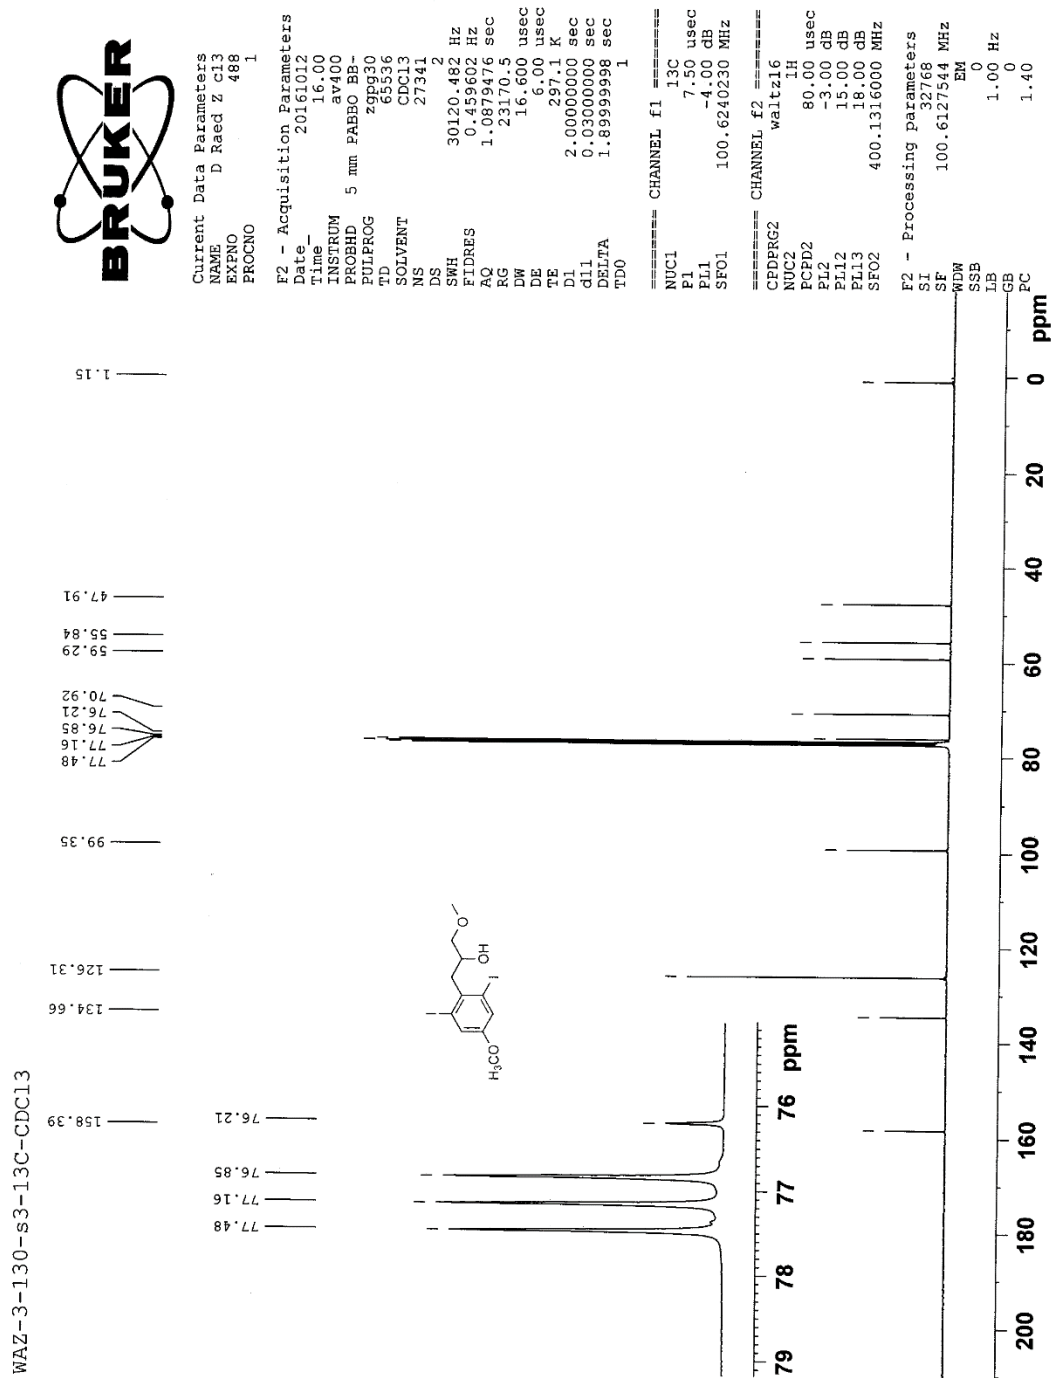 WAZ-3-130-s3-13C-CDCl3
158.39
134.66
126.31
99.35
77.48
77.16
76.85
76.21
70.92
59.29
55.84
47.91
1.15
77.48
77.16
76.85
76.21
H₃CO
I
I
OH
O
79 78 77 76 ppm
200 180 160 140 120 100 80 60 40 20 0 ppm
BRUKER
Current Data Parameters
NAME D Raed Z c13
EXPNO 488
PROCNO 1
F2 - Acquisition Parameters
Date_ 20161012
Time 16.00
INSTRUM av400
PROBHD 5 mm PABBO BB-
PULPROG zgpg30
TD 65536
SOLVENT CDCl3
NS 27341
DS 2
SWH 30120.482 Hz
FIDRES 0.459602 Hz
AQ 1.0879476 sec
RG 23170.5
DW 16.600 usec
DE 6.00 usec
TE 297.1 K
D1 2.00000000 sec
d11 0.03000000 sec
DELTA 1.89999998 sec
TD0 1
======== CHANNEL f1 ========
NUC1 13C
P1 7.50 usec
PL1 -4.00 dB
SFO1 100.6240230 MHz
======== CHANNEL f2 ========
CPDPRG2 waltz16
NUC2 1H
PCPD2 80.00 usec
PL2 -3.00 dB
PL12 15.00 dB
PL13 18.00 dB
SFO2 400.1316000 MHz
F2 - Processing parameters
SI 32768
SF 100.6127544 MHz
WDW EM
SSB 0
LB 1.00 Hz
GB 0
PC 1.40